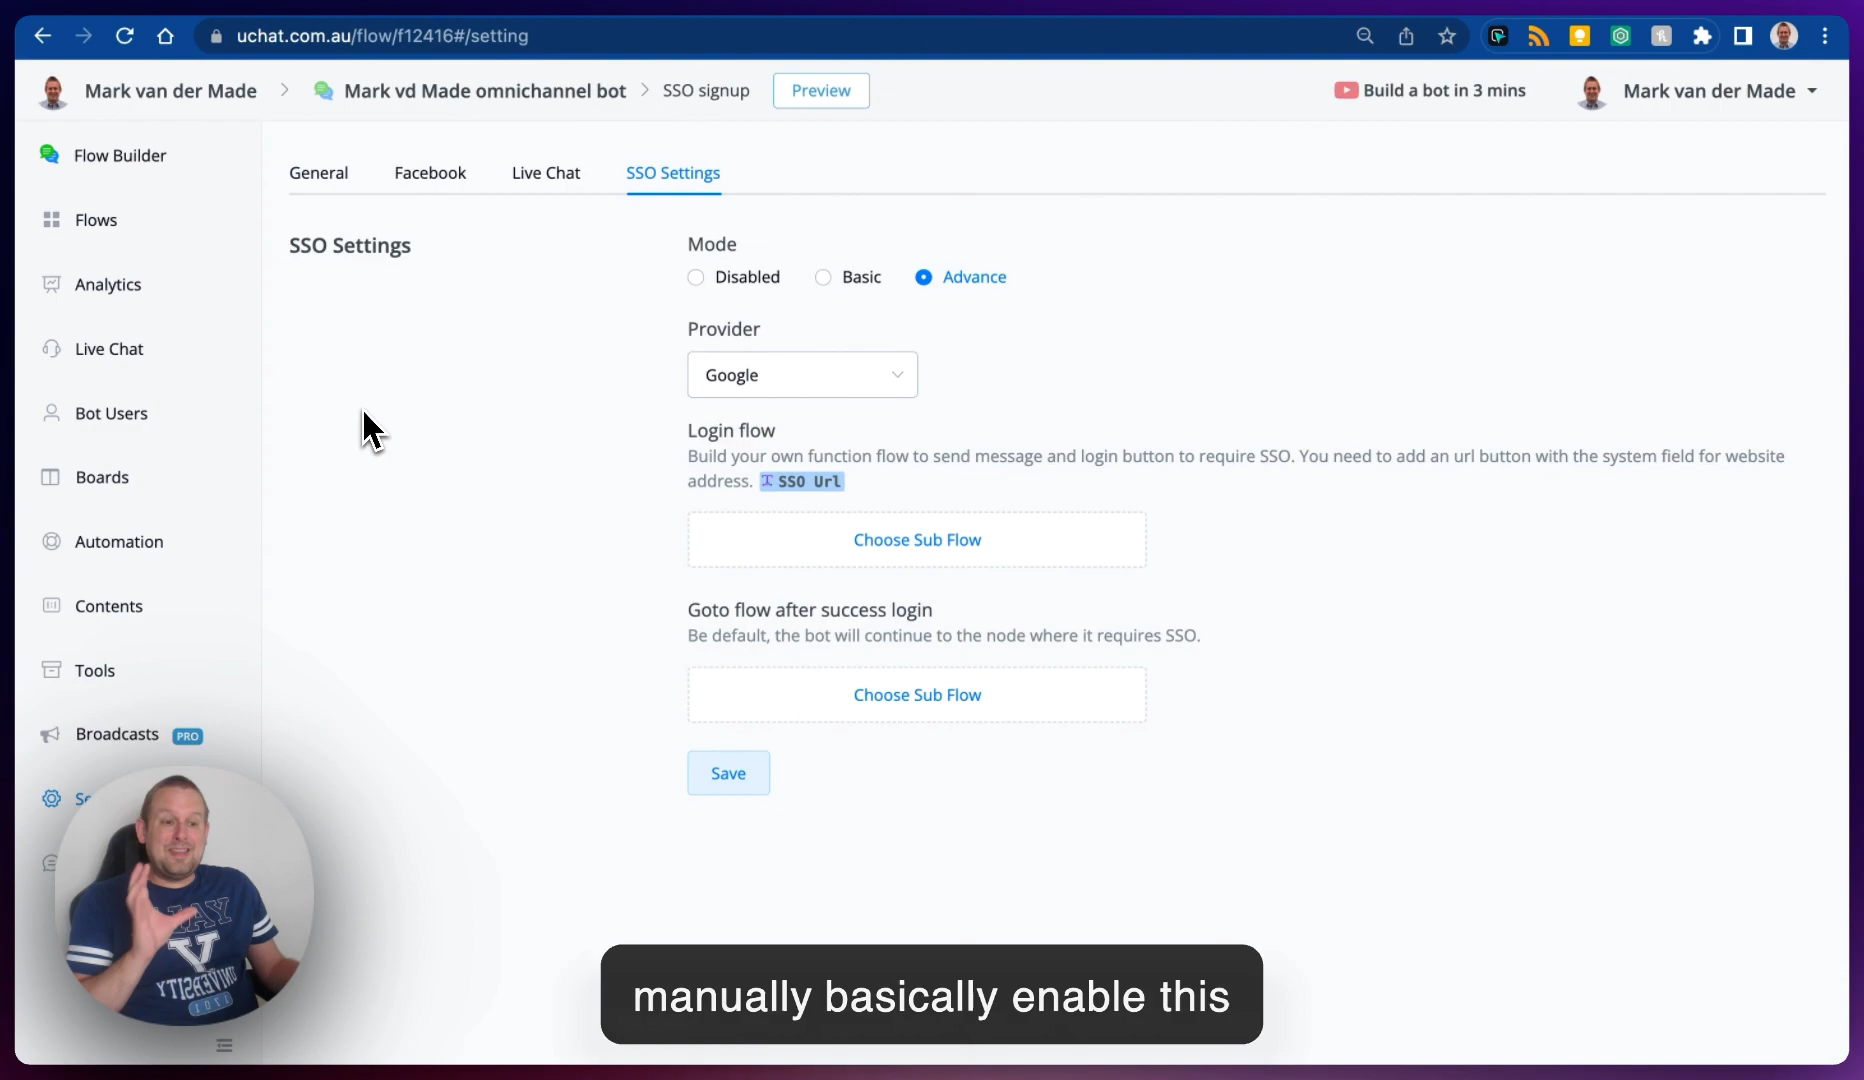 uchat.com.au/flow/f12416#/setting
Mark van der Made
Mark vd Made omnichannel bot
SSO signup
Preview
Build a bot in 3 mins
Mark van der Made
Flow Builder
Flows
Analytics
Live Chat
Bot Users
Boards
Automation
Contents
Tools
Broadcasts PRO
General
Facebook
Live Chat
SSO Settings
SSO Settings
Mode
Disabled
Basic
Advance
Provider
Google
Login flow
Build your own function flow to send message and login button to require SSO. You need to add an url button with the system field for website
address. SSO Url
Choose Sub Flow
Goto flow after success login
Be default, the bot will continue to the node where it requires SSO.
Choose Sub Flow
Save
manually basically enable this